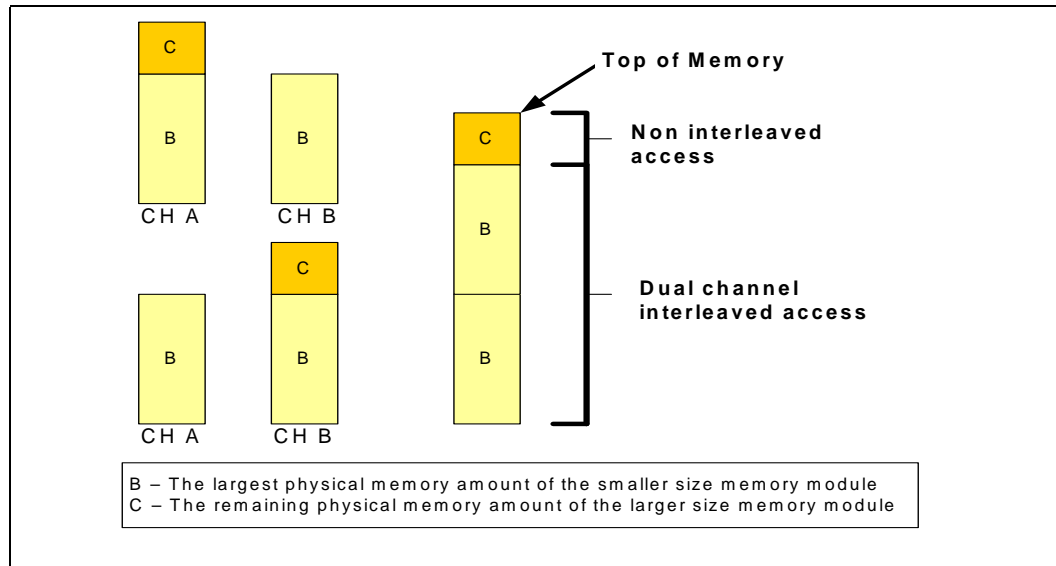 C
B
B
CH A
CH B
C
B
B
CH A
CH B
C
B
B
Top of Memory
Non interleaved
access
Dual channel
interleaved access
B – The largest physical memory amount of the smaller size memory module
C – The remaining physical memory amount of the larger size memory module